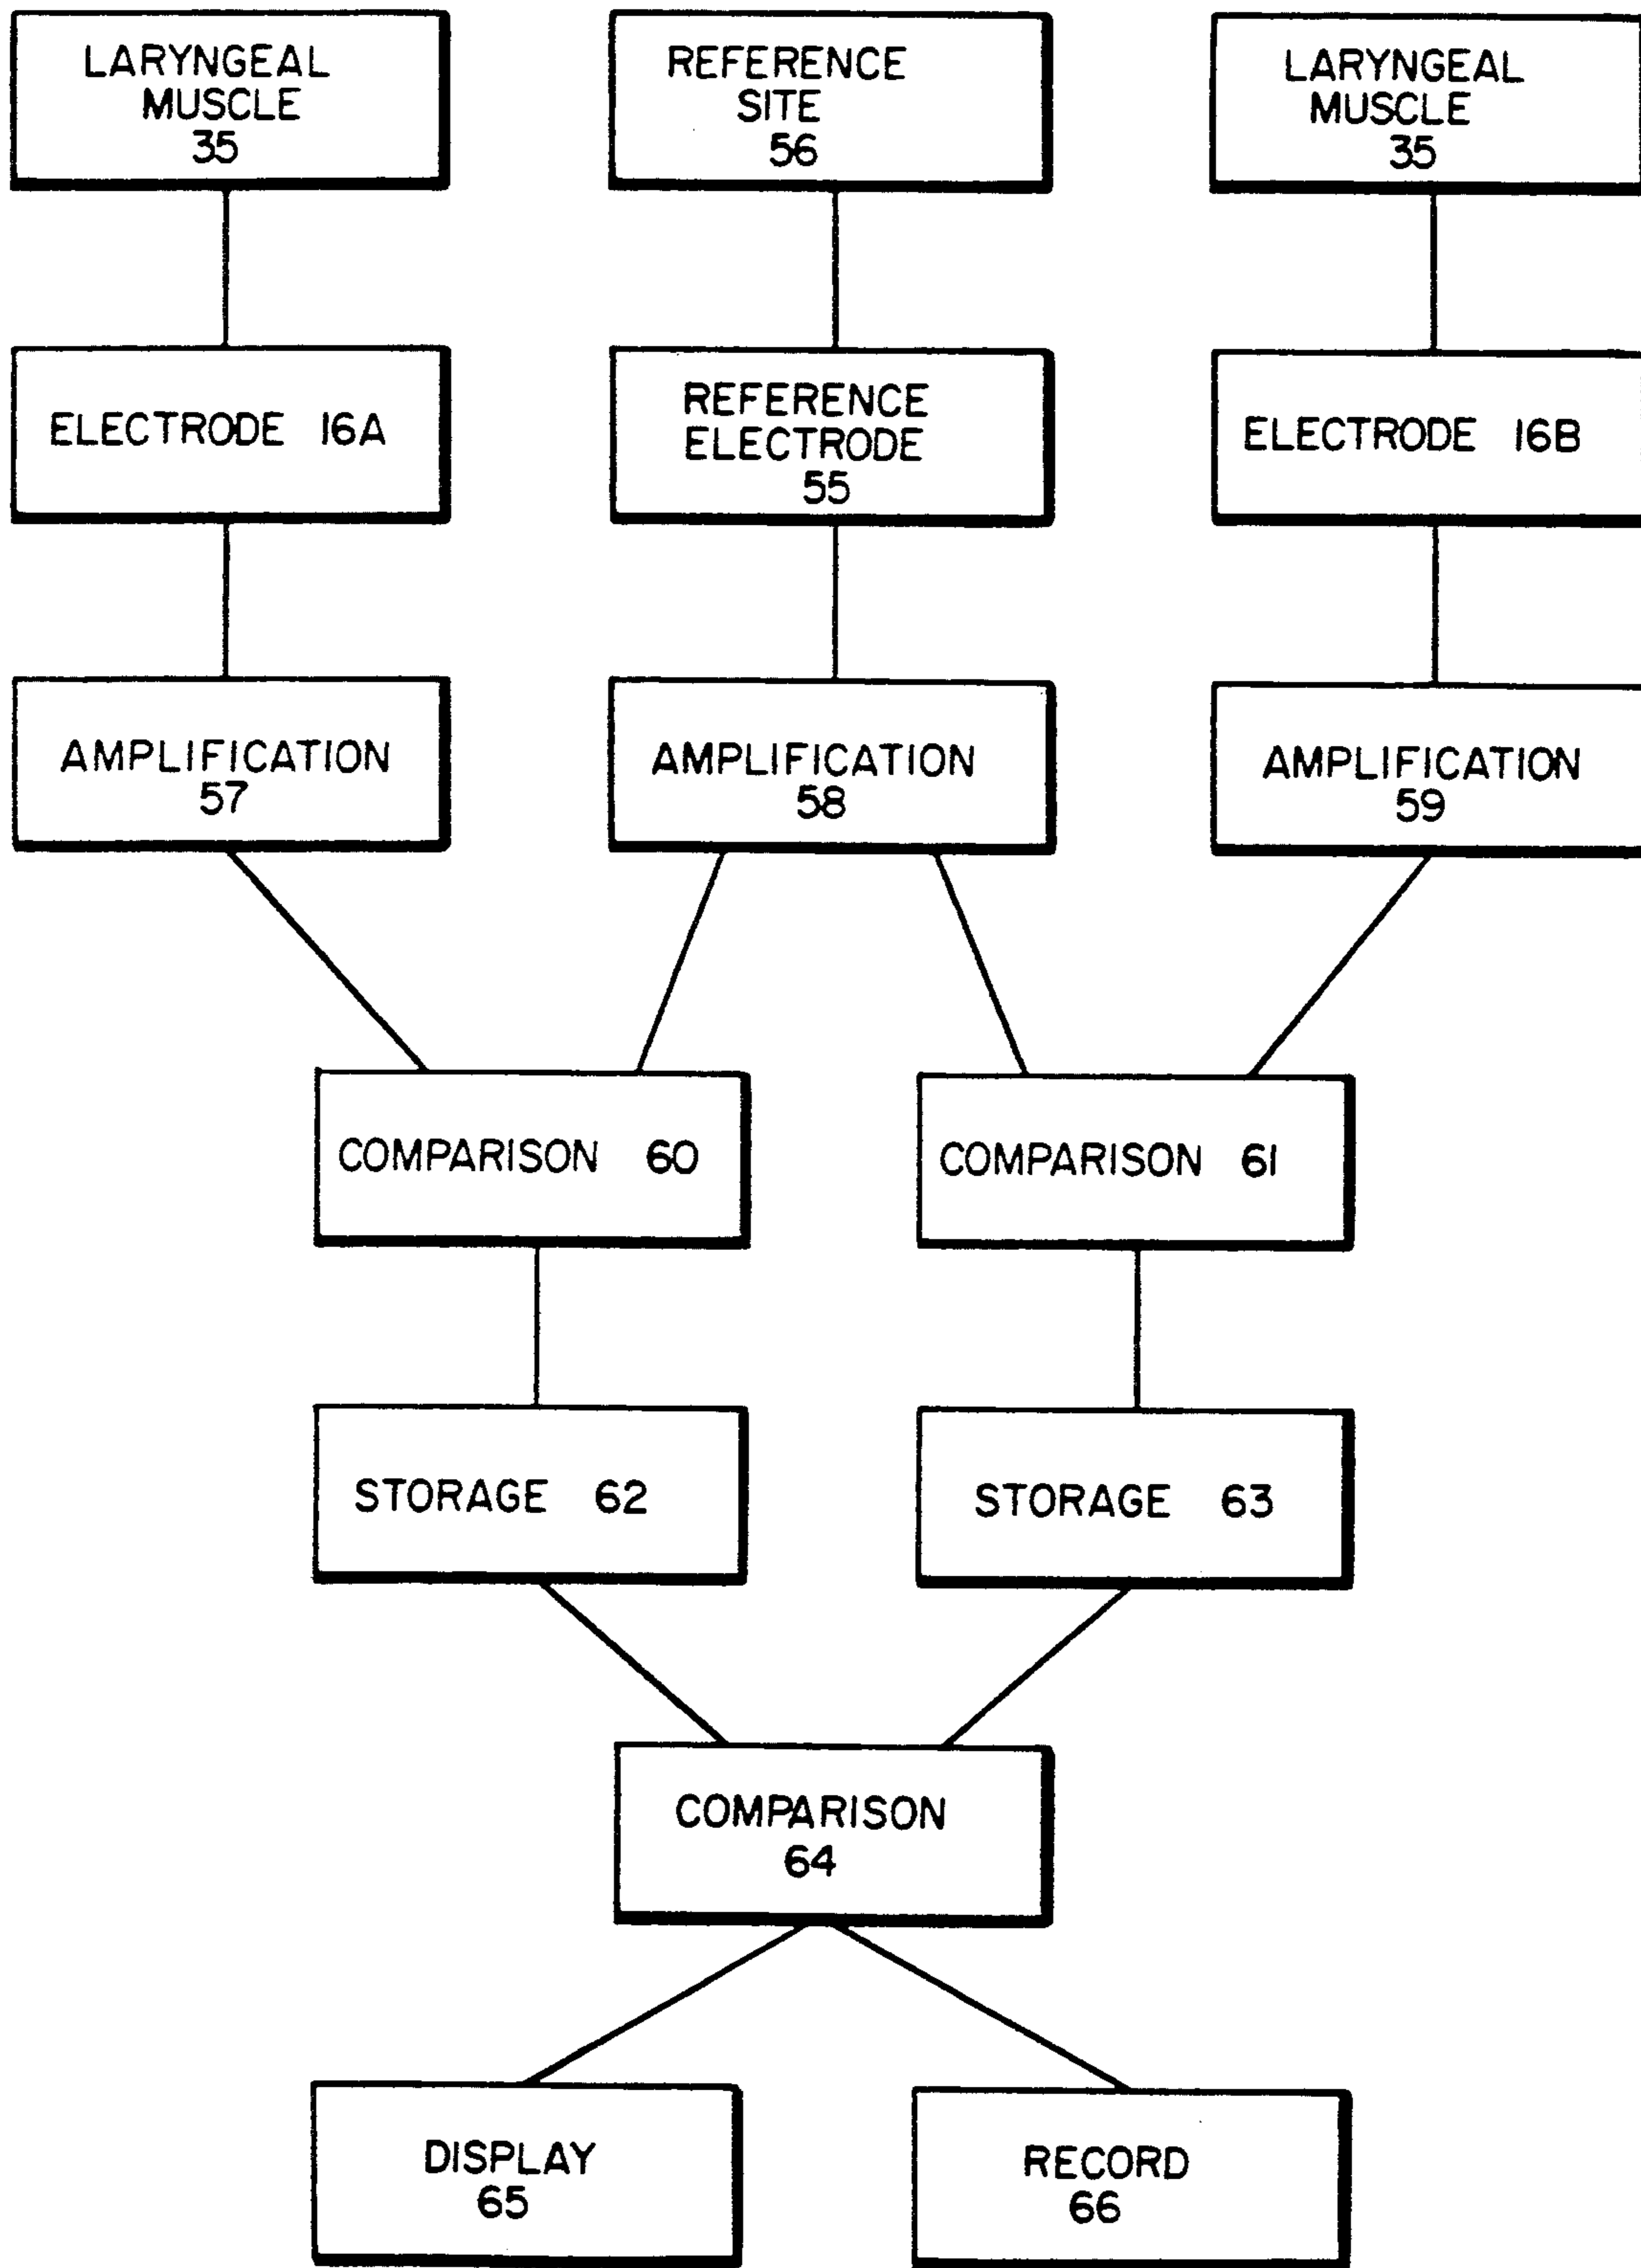 LARYNGEAL
MUSCLE
35
REFERENCE
SITE
56
LARYNGEAL
MUSCLE
35
ELECTRODE 16A
REFERENCE
ELECTRODE
55
ELECTRODE 16B
AMPLIFICATION
57
AMPLIFICATION
58
AMPLIFICATION
59
COMPARISON 60
COMPARISON 61
STORAGE 62
STORAGE 63
COMPARISON
64
DISPLAY
65
RECORD
66